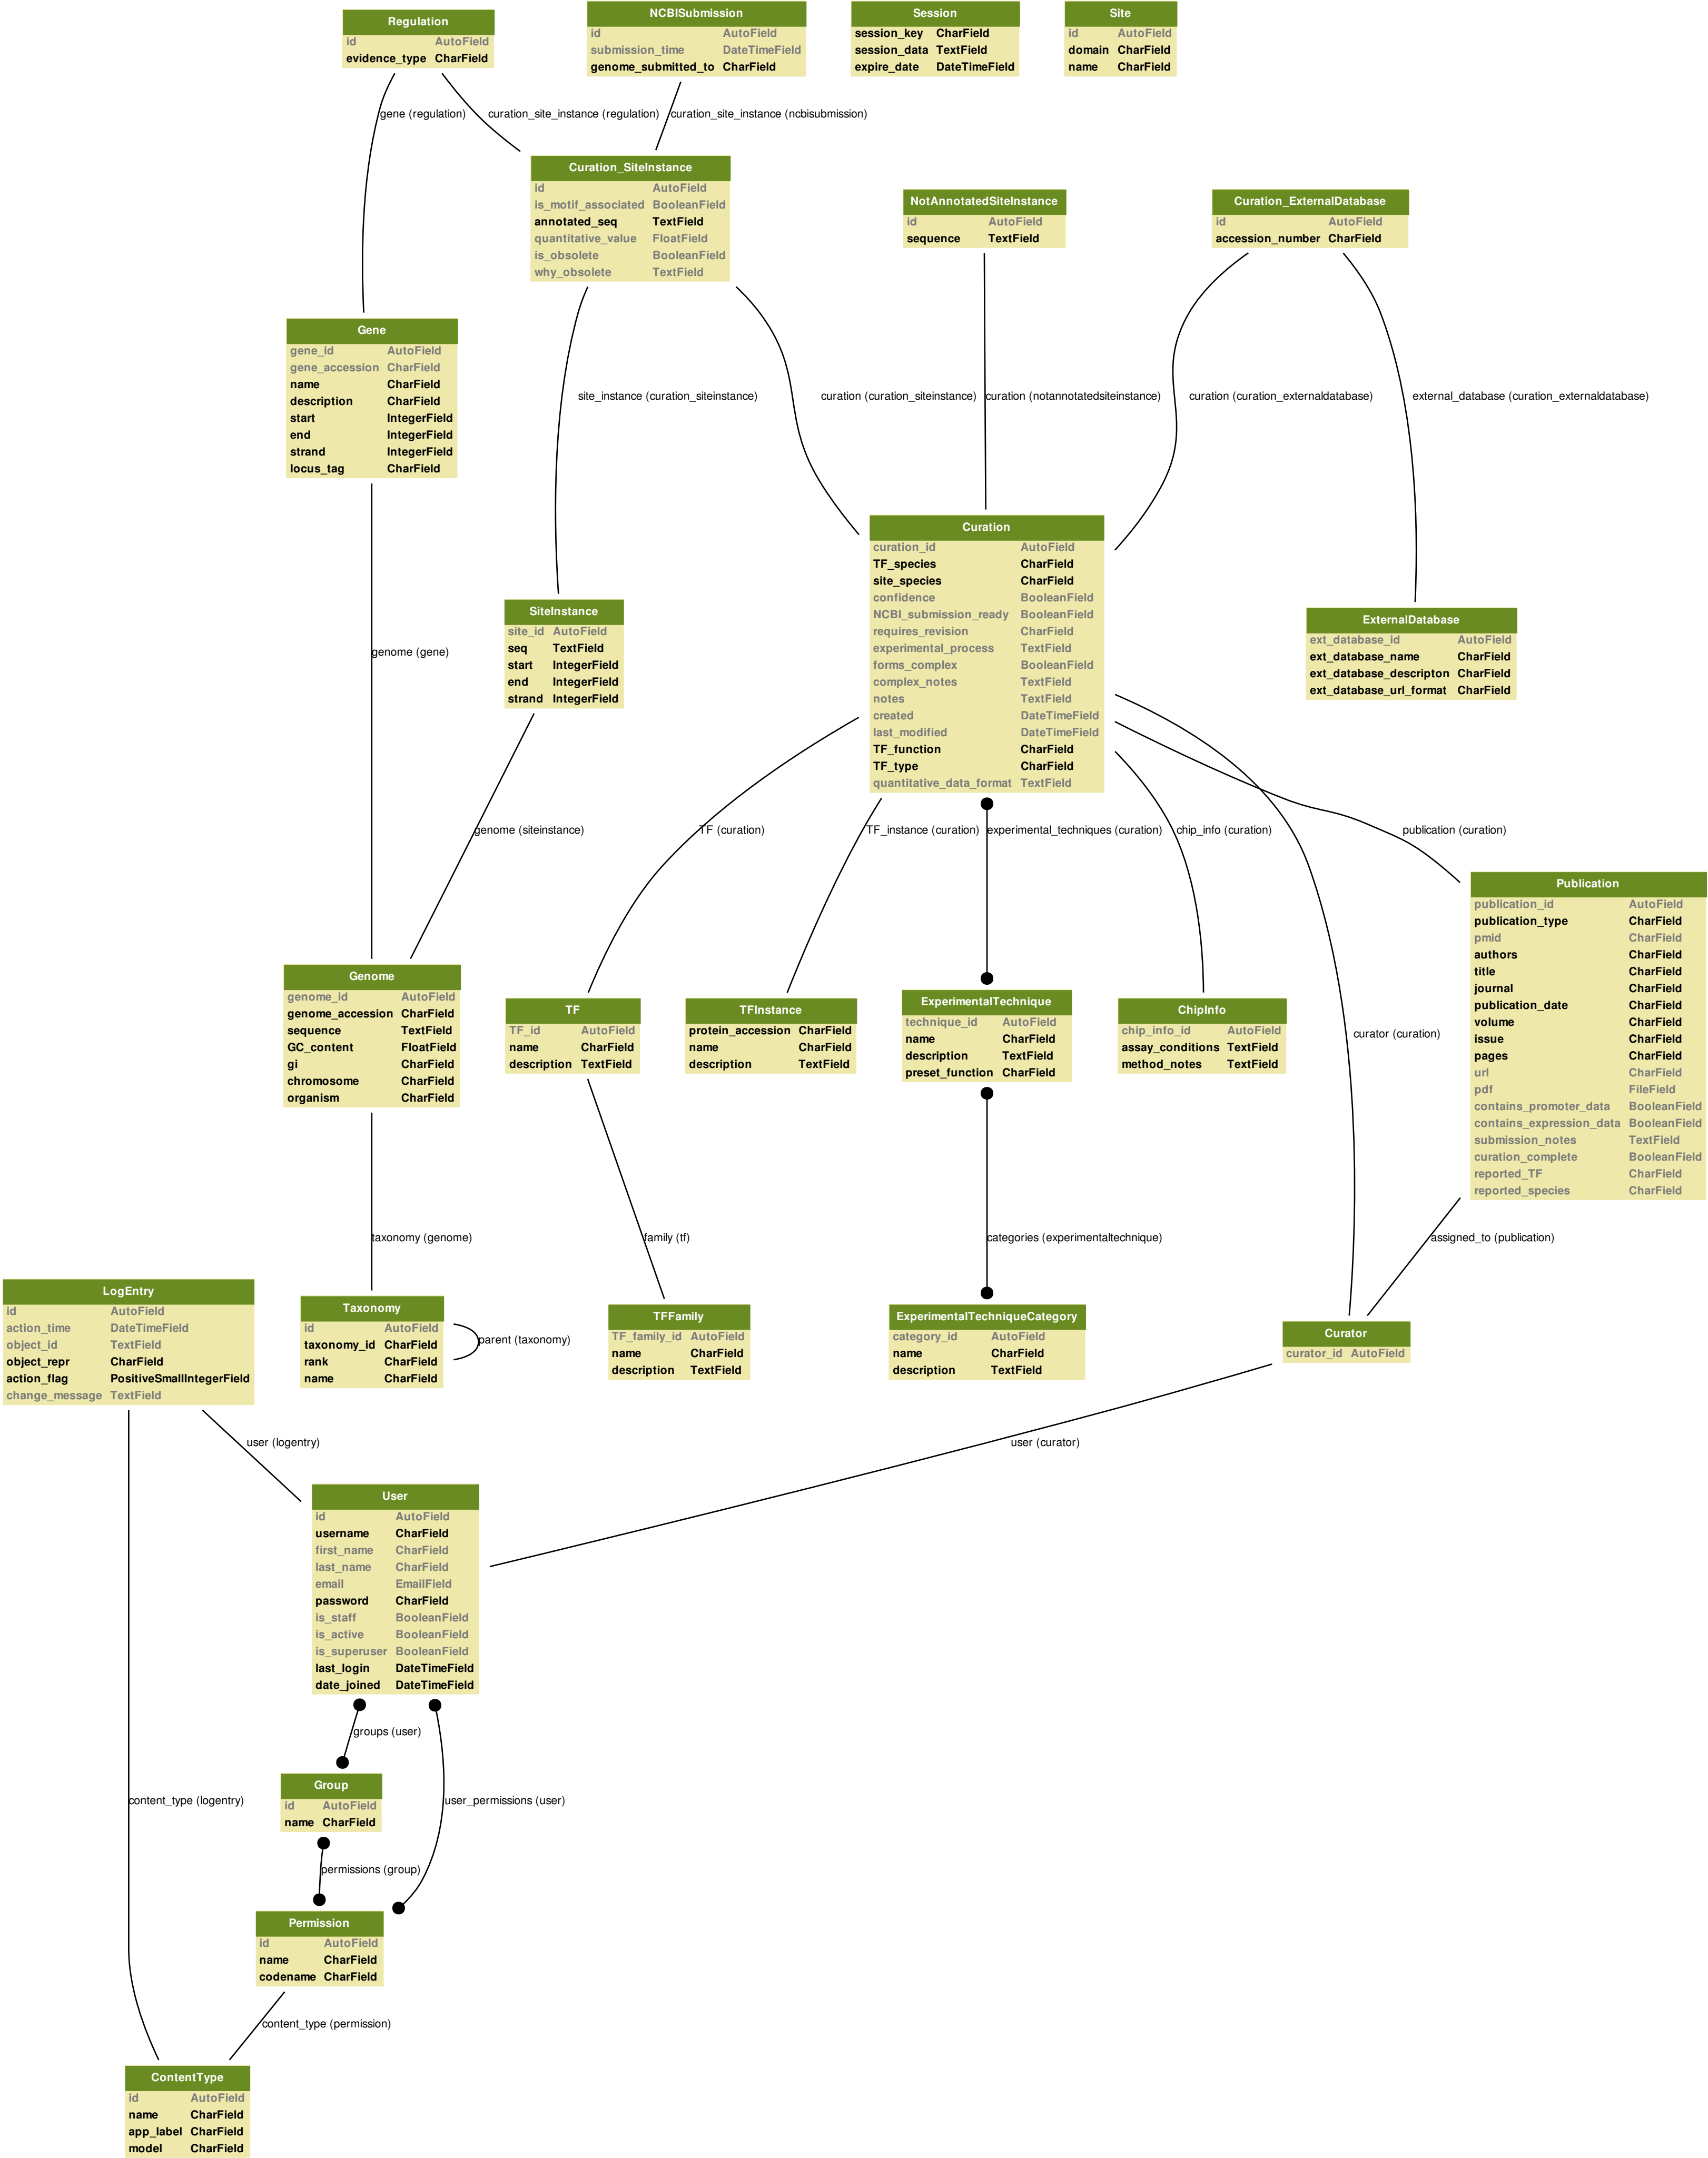 Regulation
id AutoField
evidence_type CharField
NCBISubmission
id AutoField
submission_time DateTimeField
genome_submitted_to CharField
Session
session_key CharField
session_data TextField
expire_date DateTimeField
Site
id AutoField
domain CharField
name CharField
gene (regulation)
curation_site_instance (regulation)
curation_site_instance (ncbisubmission)
Curation_SiteInstance
id AutoField
is_motif_associated BooleanField
annotated_seq TextField
quantitative_value FloatField
is_obsolete BooleanField
why_obsolete TextField
NotAnnotatedSiteInstance
id AutoField
sequence TextField
Curation_ExternalDatabase
id AutoField
accession_number CharField
Gene
gene_id AutoField
gene_accession CharField
name CharField
description CharField
start IntegerField
end IntegerField
strand IntegerField
locus_tag CharField
site_instance (curation_siteinstance)
curation (curation_siteinstance)
curation (notannotatedsiteinstance)
curation (curation_externaldatabase)
external_database (curation_externaldatabase)
Curation
curation_id AutoField
TF_species CharField
site_species CharField
confidence BooleanField
NCBI_submission_ready BooleanField
requires_revision CharField
experimental_process TextField
forms_complex BooleanField
complex_notes TextField
notes TextField
created DateTimeField
last_modified DateTimeField
TF_function CharField
TF_type CharField
quantitative_data_format TextField
SiteInstance
site_id AutoField
seq TextField
start IntegerField
end IntegerField
strand IntegerField
ExternalDatabase
ext_database_id AutoField
ext_database_name CharField
ext_database_descripton CharField
ext_database_url_format CharField
genome (gene)
genome (siteinstance)
TF (curation)
TF_instance (curation)
experimental_techniques (curation)
chip_info (curation)
publication (curation)
Publication
publication_id AutoField
publication_type CharField
pmid CharField
authors CharField
title CharField
journal CharField
publication_date CharField
volume CharField
issue CharField
pages CharField
url CharField
pdf FileField
contains_promoter_data BooleanField
contains_expression_data BooleanField
submission_notes TextField
curation_complete BooleanField
reported_TF CharField
reported_species CharField
Genome
genome_id AutoField
genome_accession CharField
sequence TextField
GC_content FloatField
gi CharField
chromosome CharField
organism CharField
TF
TF_id AutoField
name CharField
description TextField
TFInstance
protein_accession CharField
name CharField
description TextField
ExperimentalTechnique
technique_id AutoField
name CharField
description TextField
preset_function CharField
ChipInfo
chip_info_id AutoField
assay_conditions TextField
method_notes TextField
curator (curation)
taxonomy (genome)
family (tf)
categories (experimentaltechnique)
assigned_to (publication)
LogEntry
id AutoField
action_time DateTimeField
object_id TextField
object_repr CharField
action_flag PositiveSmallIntegerField
change_message TextField
Taxonomy
id AutoField
taxonomy_id CharField
rank CharField
name CharField
parent (taxonomy)
TFFamily
TF_family_id AutoField
name CharField
description TextField
ExperimentalTechniqueCategory
category_id AutoField
name CharField
description TextField
Curator
curator_id AutoField
user (logentry)
user (curator)
User
id AutoField
username CharField
first_name CharField
last_name CharField
email EmailField
password CharField
is_staff BooleanField
is_active BooleanField
is_superuser BooleanField
last_login DateTimeField
date_joined DateTimeField
groups (user)
Group
id AutoField
name CharField
content_type (logentry)
user_permissions (user)
permissions (group)
Permission
id AutoField
name CharField
codename CharField
content_type (permission)
ContentType
id AutoField
name CharField
app_label CharField
model CharField